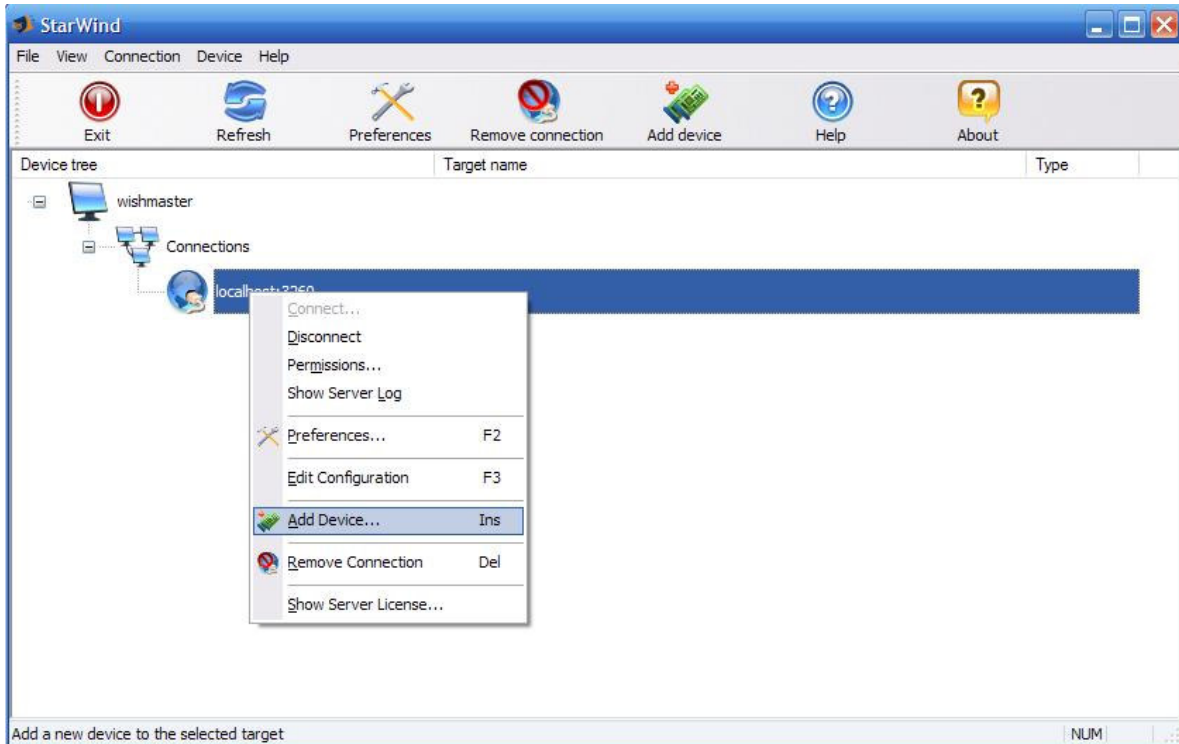 StarWind
File View Connection Device Help
Exit Refresh Preferences Remove connection Add device Help About
Device tree Target name Type
wishmaster
Connections
localhost:3260
Connect...
Disconnect
Permissions...
Show Server Log
Preferences... F2
Edit Configuration F3
Add Device... Ins
Remove Connection Del
Show Server License...
Add a new device to the selected target NUM